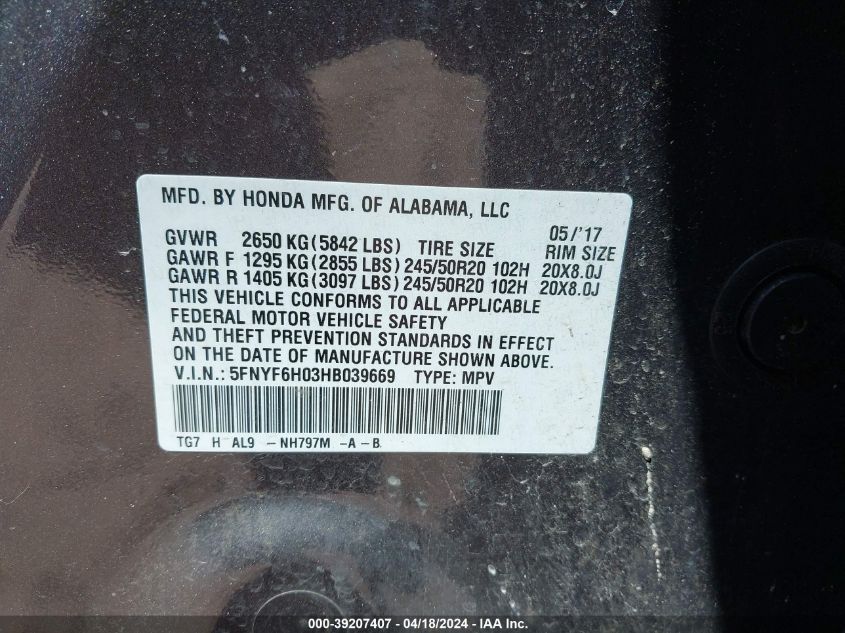 MFD. BY HONDA MFG. OF ALABAMA, LLC
05/'17
GVWR 2650 KG(5842 LBS) TIRE SIZE RIM SIZE
GAWR F 1295 KG(2855 LBS) 245/50R20 102H 20X8.0J
GAWR R 1405 KG(3097 LBS) 245/50R20 102H 20X8.0J
THIS VEHICLE CONFORMS TO ALL APPLICABLE
FEDERAL MOTOR VEHICLE SAFETY
AND THEFT PREVENTION STANDARDS IN EFFECT
ON THE DATE OF MANUFACTURE SHOWN ABOVE.
V.I.N.: 5FNYF6H03HB039669 TYPE: MPV
TG7 H AL9 -NH797M -A-B
000-39207407 - 04/18/2024 - IAA Inc.